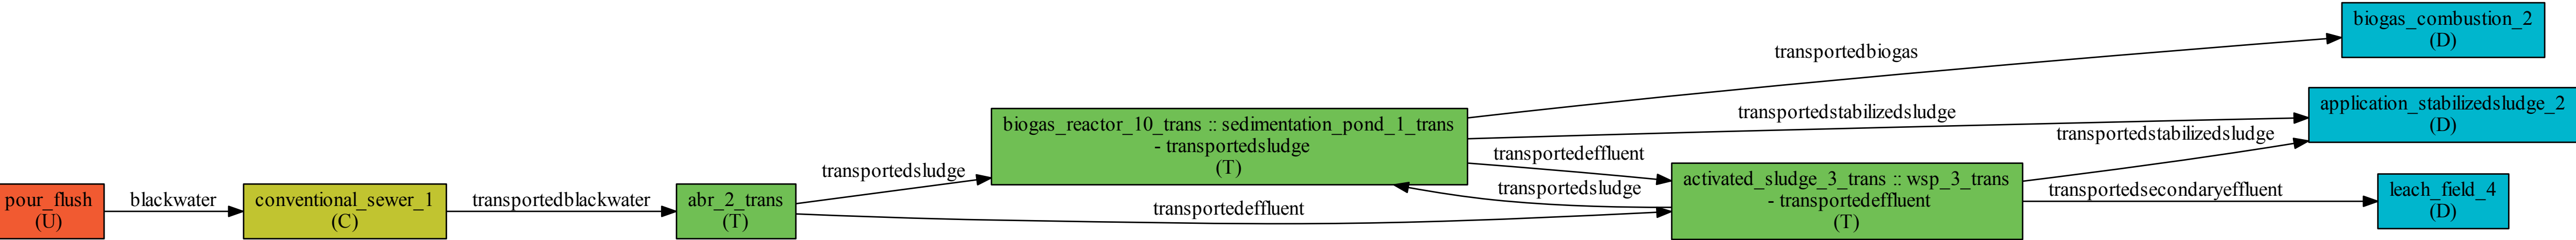 pour_flush
(U)
blackwater
conventional_sewer_1
(C)
transportedblackwater
abr_2_trans
(T)
transportedsludge
transportedeffluent
biogas_reactor_10_trans :: sedimentation_pond_1_trans
- transportedsludge
(T)
transportedbiogas
transportedstabilizedsludge
transportedeffluent
transportedsludge
activated_sludge_3_trans :: wsp_3_trans
- transportedeffluent
(T)
transportedstabilizedsludge
transportedsecondaryeffluent
biogas_combustion_2
(D)
application_stabilizedsludge_2
(D)
leach_field_4
(D)